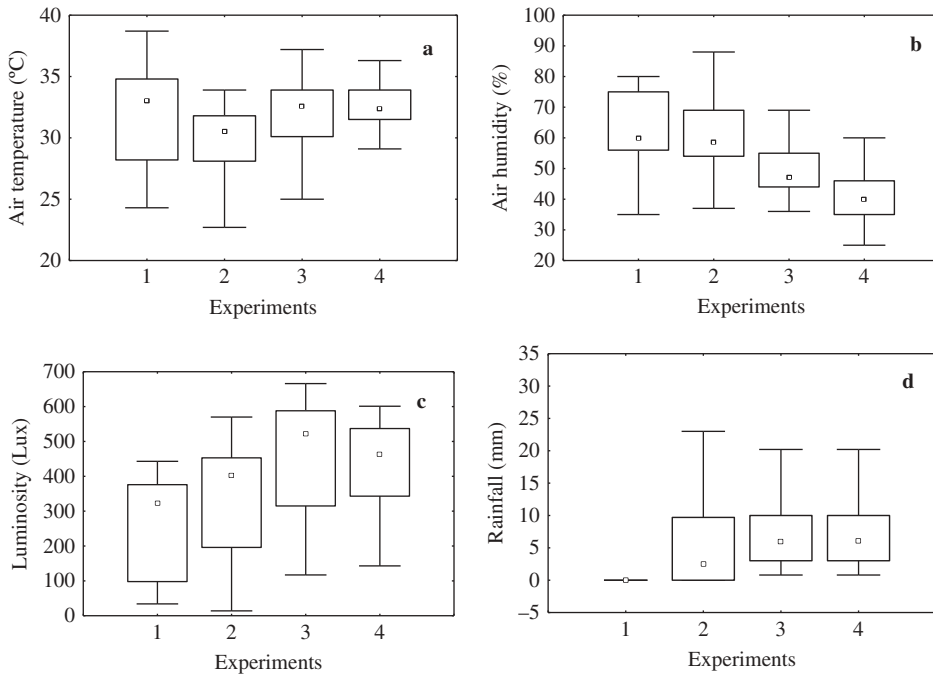 40
35
30
25
20
a
Air temperature (ºC)
1 2 3 4
Experiments
100
90
80
70
60
50
40
30
20
b
Air humidity (%)
1 2 3 4
Experiments
700
600
500
400
300
200
100
0
c
Luminosity (Lux)
1 2 3 4
Experiments
35
30
25
20
15
10
5
0
−5
d
Rainfall (mm)
1 2 3 4
Experiments